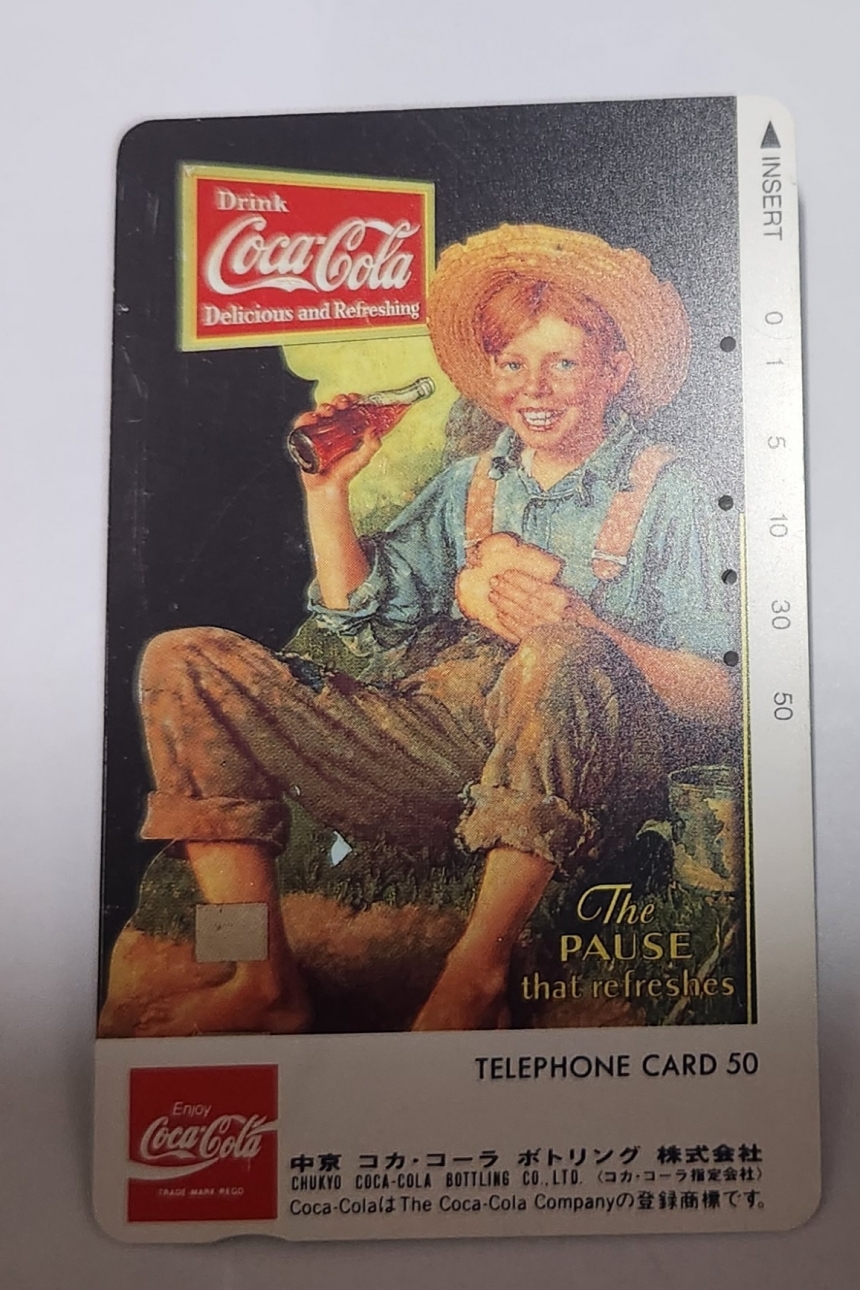 Drink
Coca-Cola
Delicious and Refreshing
◀INSERT 0 1 5 10 30 50
The
PAUSE
that refreshes
TELEPHONE CARD 50
Enjoy
Coca-Cola
TRADE-MARK REGD
中京 コカ・コーラ ボトリング 株式会社
CHUKYO COCA-COLA BOTTLING CO.,LTD. 〈コカ・コーラ指定会社〉
Coca-ColaはThe Coca-Cola Companyの登録商標です。